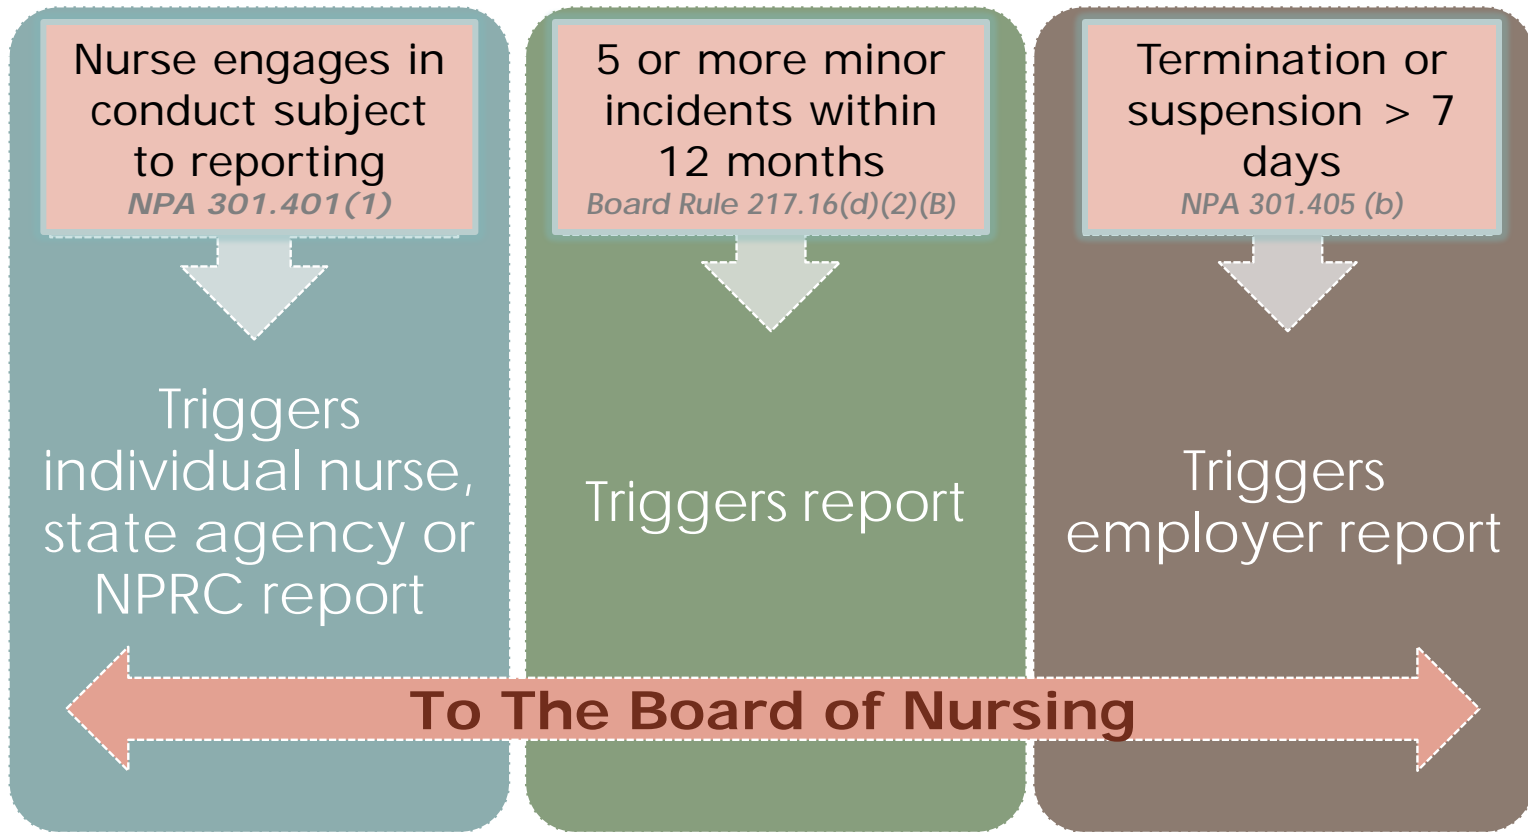 Nurse engages in
conduct subject
to reporting
NPA 301.401(1)
Triggers
individual nurse,
state agency or
NPRC report
5 or more minor
incidents within
12 months
Board Rule 217.16(d)(2)(B)
Triggers report
Termination or
suspension > 7
days
NPA 301.405 (b)
Triggers
employer report
To The Board of Nursing